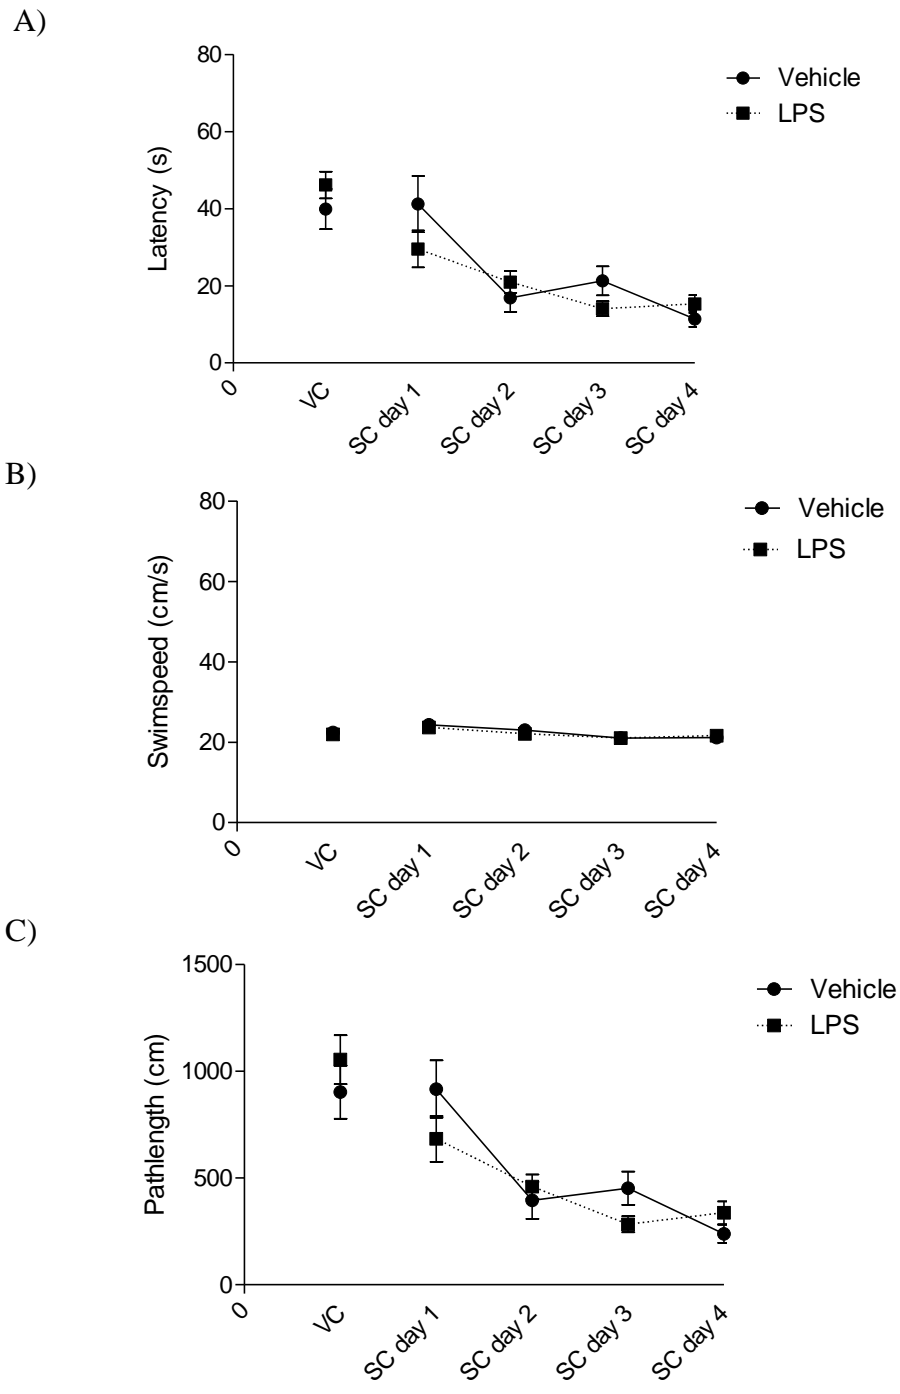 A)
Latency (s)
80
60
40
20
0
0
VC
SC day 1
SC day 2
SC day 3
SC day 4
Vehicle
LPS
B)
Swimspeed (cm/s)
80
60
40
20
0
0
VC
SC day 1
SC day 2
SC day 3
SC day 4
Vehicle
LPS
C)
Pathlength (cm)
1500
1000
500
0
0
VC
SC day 1
SC day 2
SC day 3
SC day 4
Vehicle
LPS